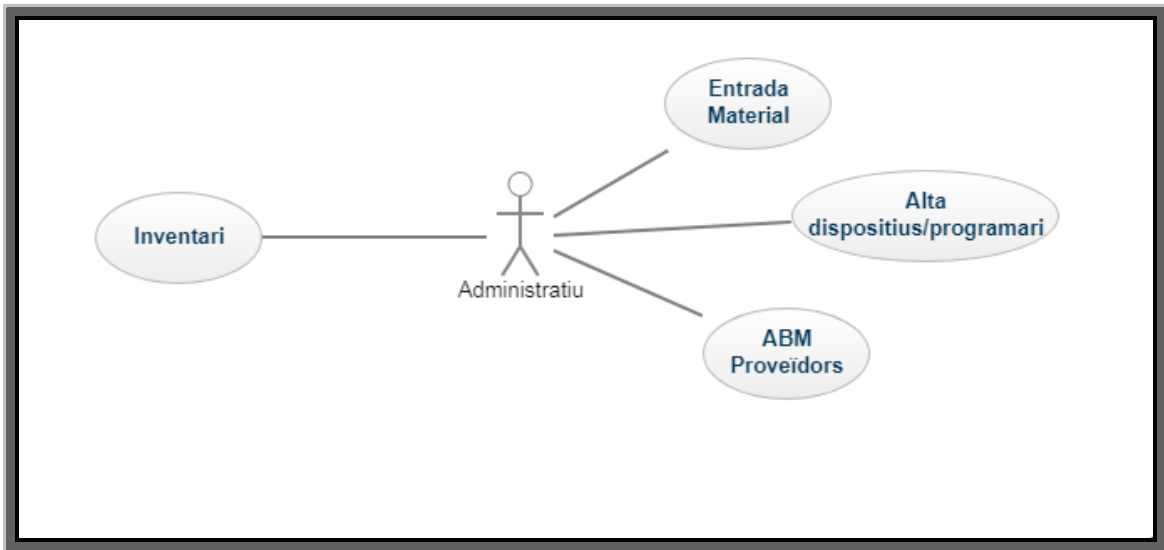 Entrada
Material
Alta
dispositius/programari
Inventari
Administratiu
ABM
Proveïdors